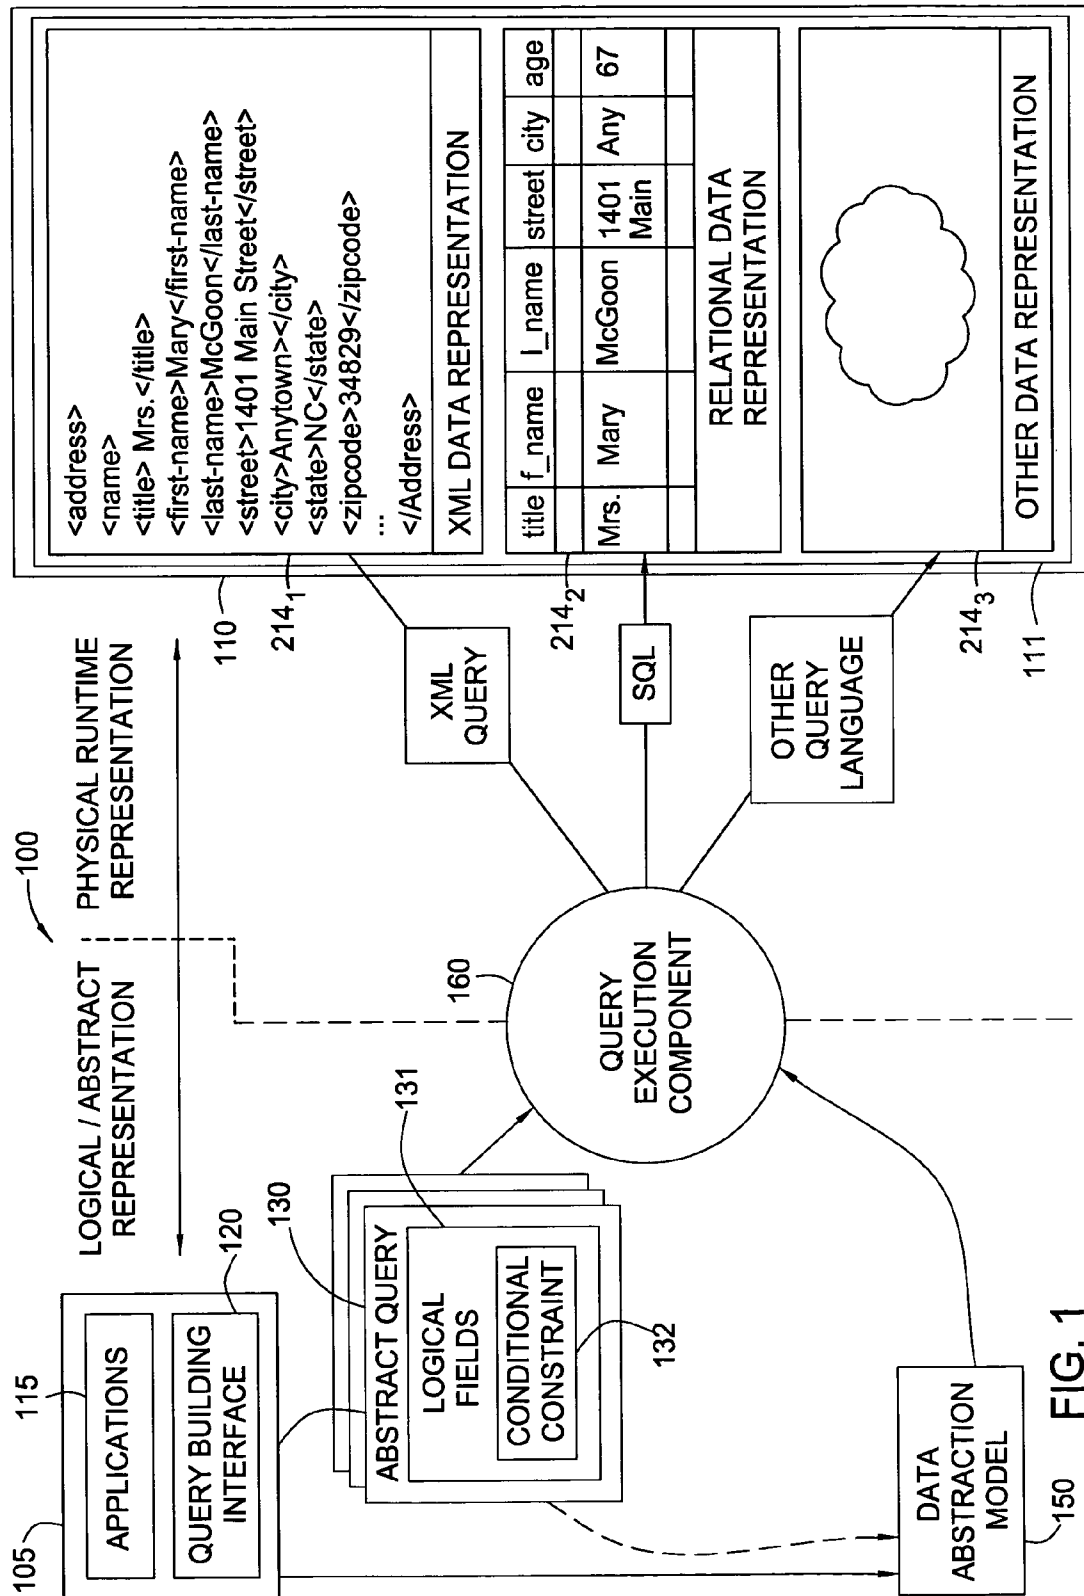 100
LOGICAL / ABSTRACT
REPRESENTATION
PHYSICAL RUNTIME
REPRESENTATION
105
115
APPLICATIONS
QUERY BUILDING
INTERFACE
120
130
ABSTRACT QUERY
131
LOGICAL
FIELDS
CONDITIONAL
CONSTRAINT
132
DATA
ABSTRACTION
MODEL
150
160
QUERY
EXECUTION
COMPONENT
XML
QUERY
SQL
OTHER
QUERY
LANGUAGE
110
214₁
<address>
<name>
<title> Mrs.</title>
<first-name>Mary</first-name>
<last-name>McGoon</last-name>
<street>1401 Main Street</street>
<city>Anytown></city>
<state>NC</state>
<zipcode>34829</zipcode>
...
</Address>
XML DATA REPRESENTATION
214₂
title f_name l_name street city age
Mrs. Mary McGoon 1401 Any 67
Main
RELATIONAL DATA
REPRESENTATION
214₃
OTHER DATA REPRESENTATION
111
FIG. 1